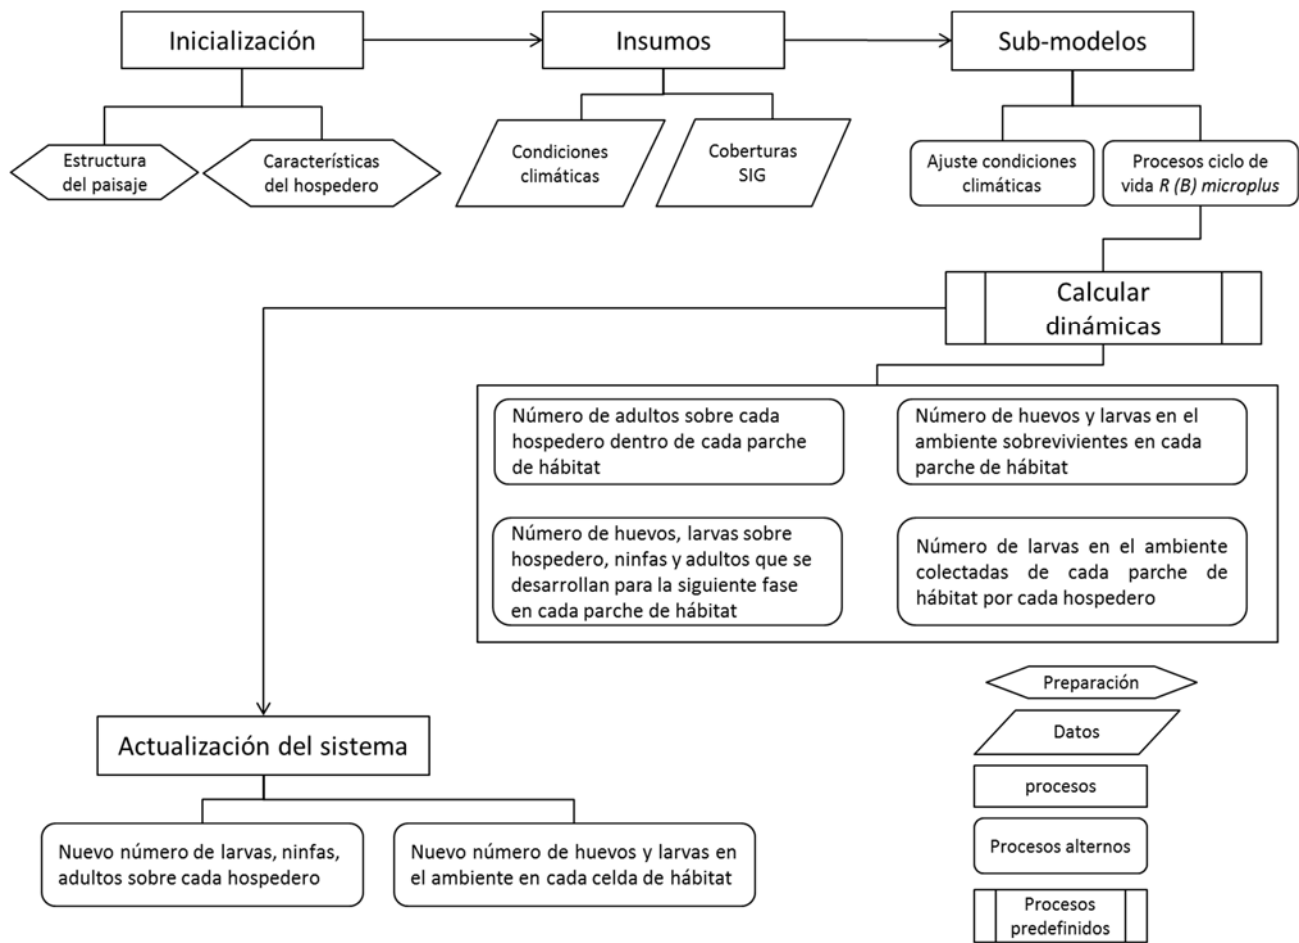 Inicialización
Insumos
Sub-modelos
Estructura
del paisaje
Características
del hospedero
Condiciones
climáticas
Coberturas
SIG
Ajuste condiciones
climáticas
Procesos ciclo de
vida R (B) microplus
Calcular
dinámicas
Número de adultos sobre cada
hospedero dentro de cada parche
de hábitat
Número de huevos y larvas en el
ambiente sobrevivientes en cada
parche de hábitat
Número de huevos, larvas sobre
hospedero, ninfas y adultos que se
desarrollan para la siguiente fase
en cada parche de hábitat
Número de larvas en el ambiente
colectadas de cada parche de
hábitat por cada hospedero
Actualización del sistema
Nuevo número de larvas, ninfas,
adultos sobre cada hospedero
Nuevo número de huevos y larvas en
el ambiente en cada celda de hábitat
Preparación
Datos
procesos
Procesos alternos
Procesos
predefinidos